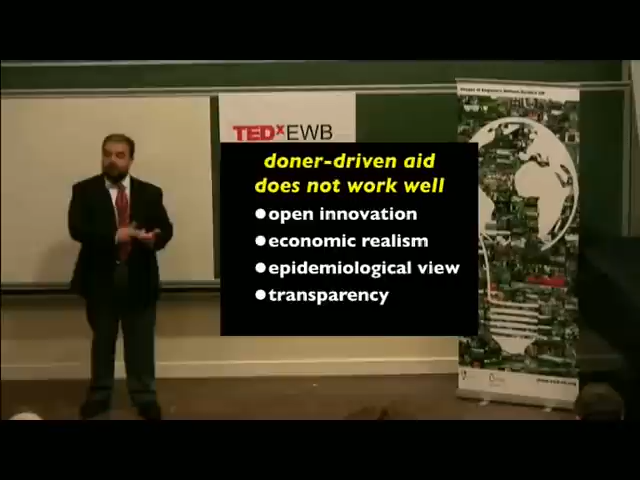 TEDxEWB
doner-driven aid
does not work well
●open innovation
●economic realism
●epidemiological view
●transparency